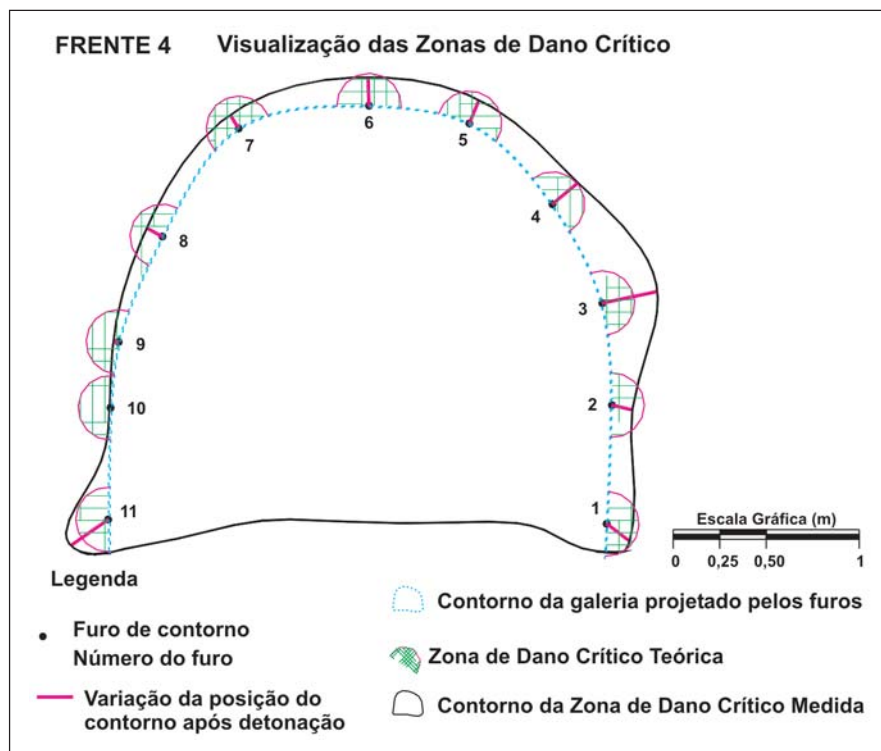 FRENTE 4 Visualização das Zonas de Dano Crítico
6
7
5
8
4
3
9
10
2
11
1
Escala Gráfica (m)
0 0,25 0,50 1
Legenda
Furo de contorno
Número do furo
Variação da posição do
contorno após detonação
Contorno da galeria projetado pelos furos
Zona de Dano Crítico Teórica
Contorno da Zona de Dano Crítico Medida